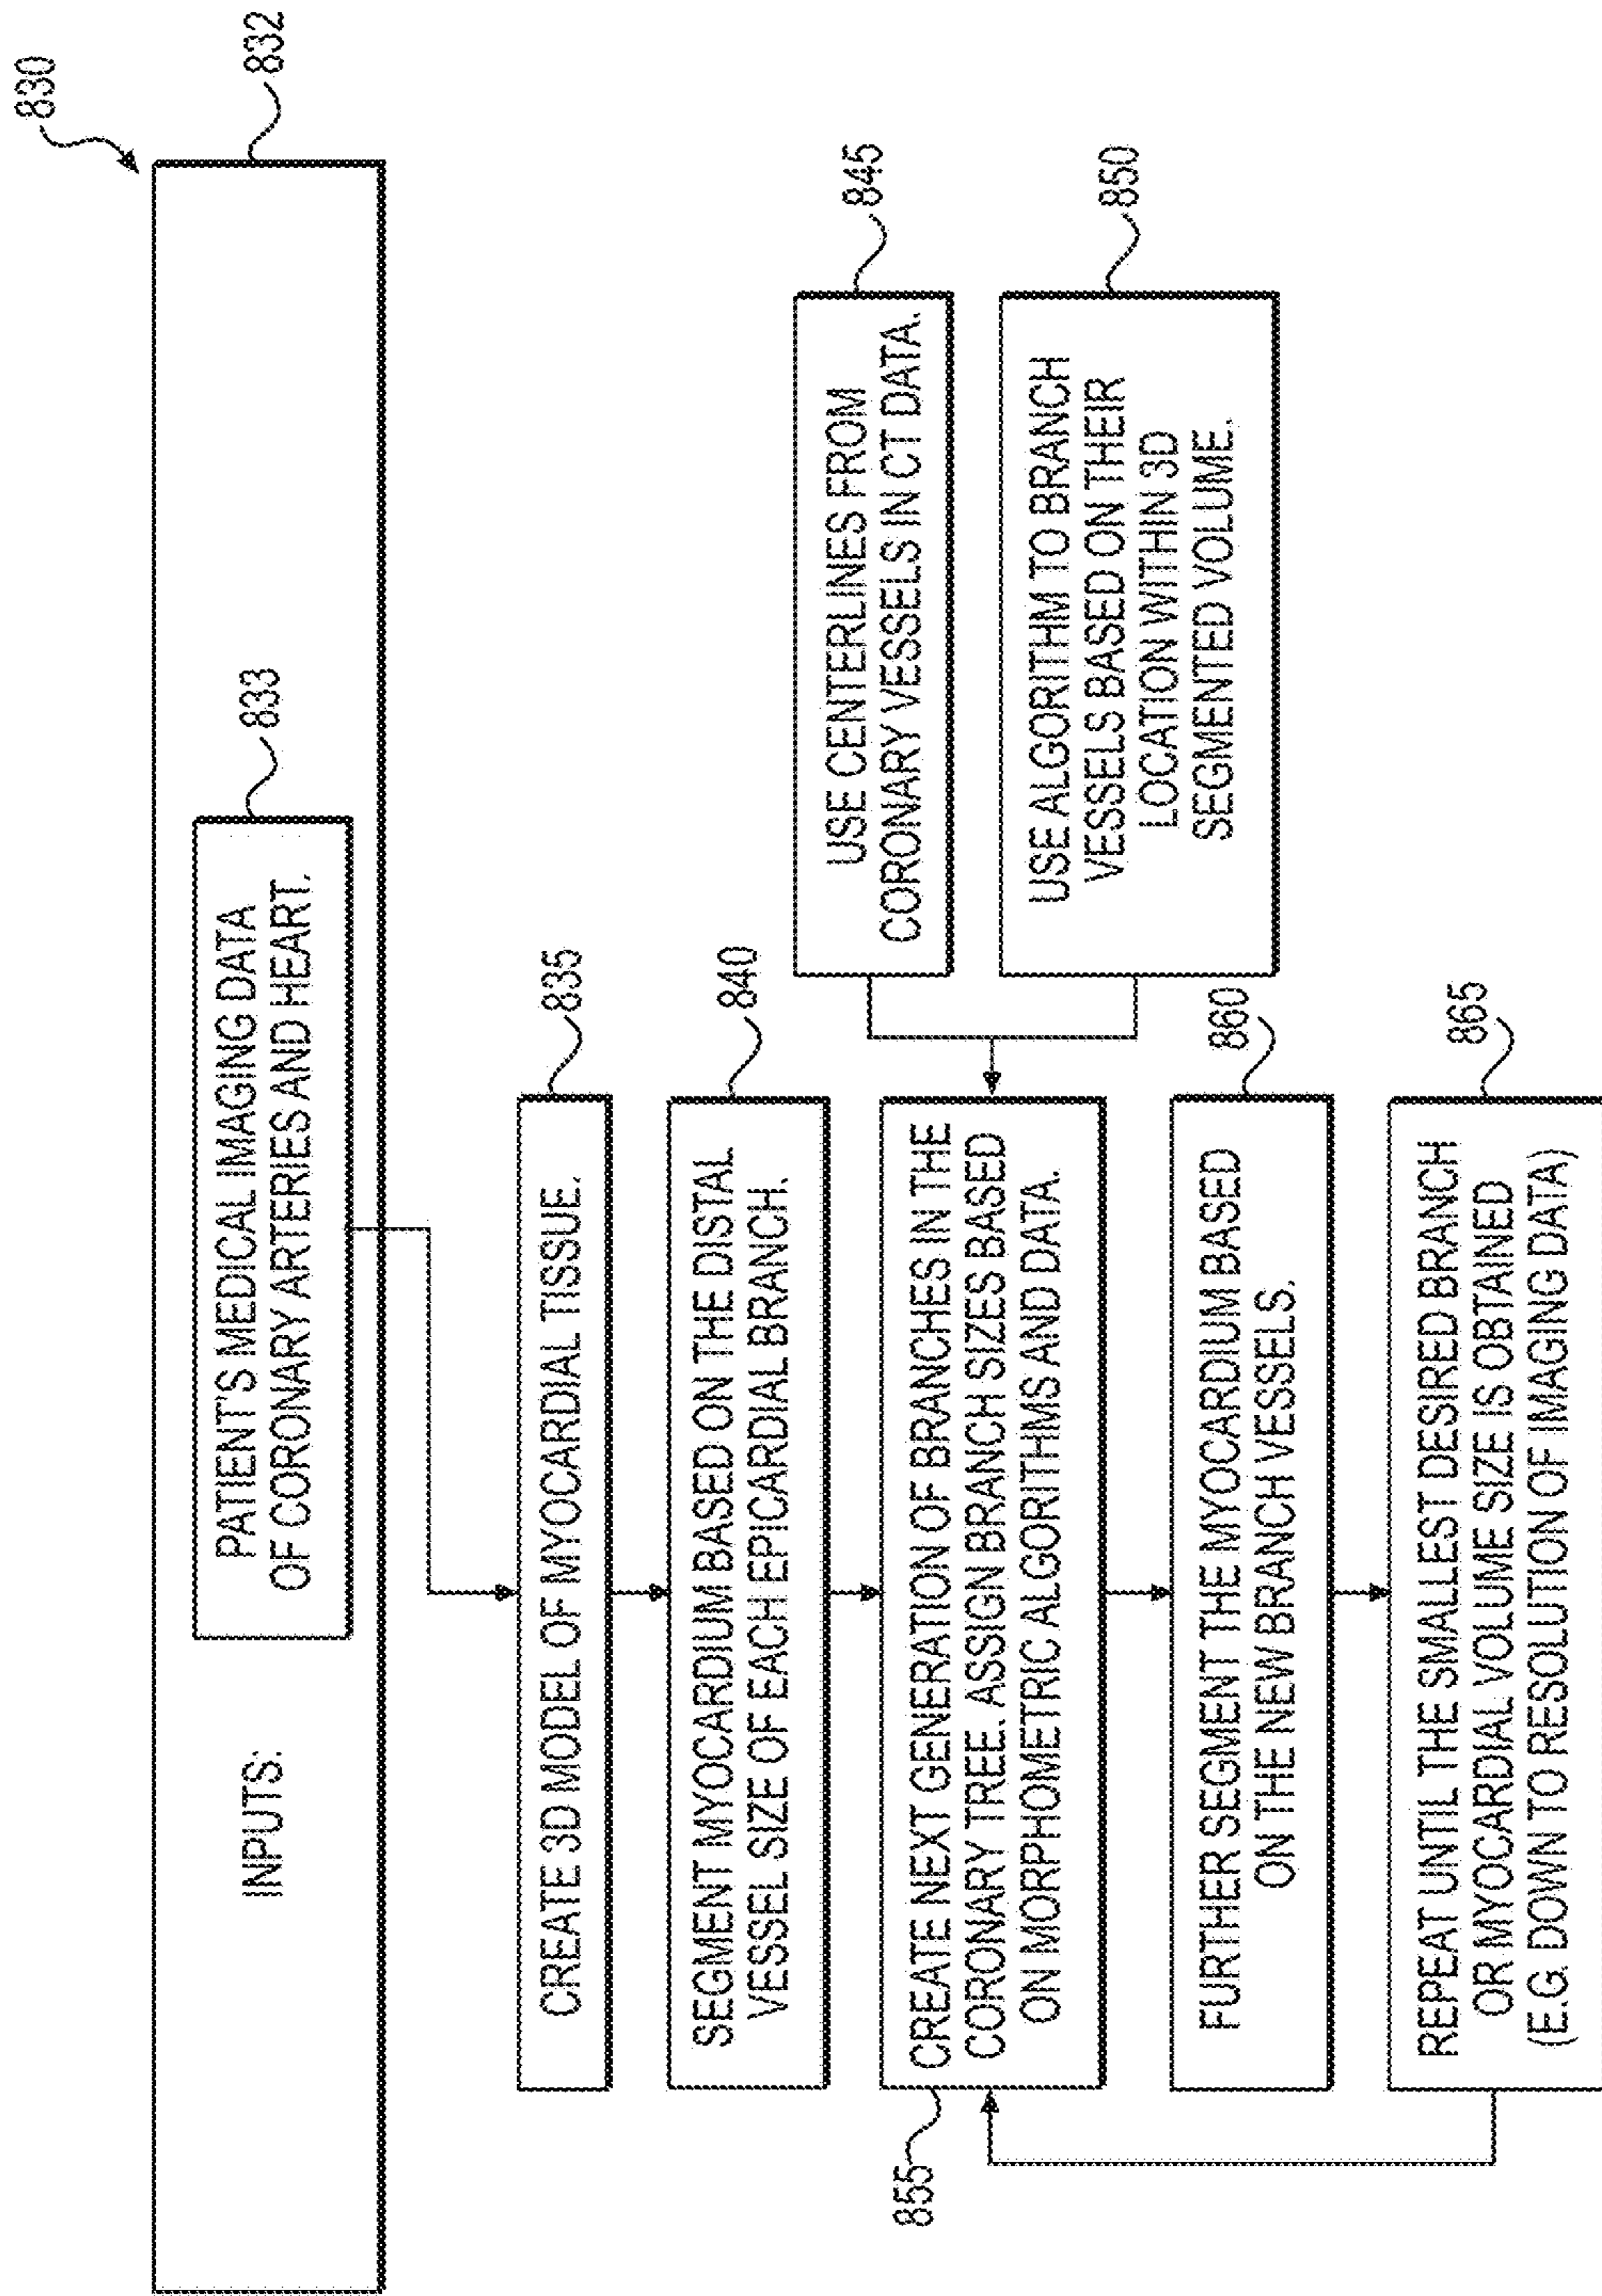 830
832
INPUTS:
833
PATIENT'S MEDICAL IMAGING DATA
OF CORONARY ARTERIES AND HEART.
835
CREATE 3D MODEL OF MYOCARDIAL TISSUE.
840
SEGMENT MYOCARDIUM BASED ON THE DISTAL
VESSEL SIZE OF EACH EPICARDIAL BRANCH.
845
USE CENTERLINES FROM
CORONARY VESSELS IN CT DATA.
850
USE ALGORITHM TO BRANCH
VESSELS BASED ON THEIR
LOCATION WITHIN 3D
SEGMENTED VOLUME.
855
CREATE NEXT GENERATION OF BRANCHES IN THE
CORONARY TREE. ASSIGN BRANCH SIZES BASED
ON MORPHOMETRIC ALGORITHMS AND DATA.
860
FURTHER SEGMENT THE MYOCARDIUM BASED
ON THE NEW BRANCH VESSELS.
865
REPEAT UNTIL THE SMALLEST DESIRED BRANCH
OR MYOCARDIAL VOLUME SIZE IS OBTAINED
(E.G. DOWN TO RESOLUTION OF IMAGING DATA)